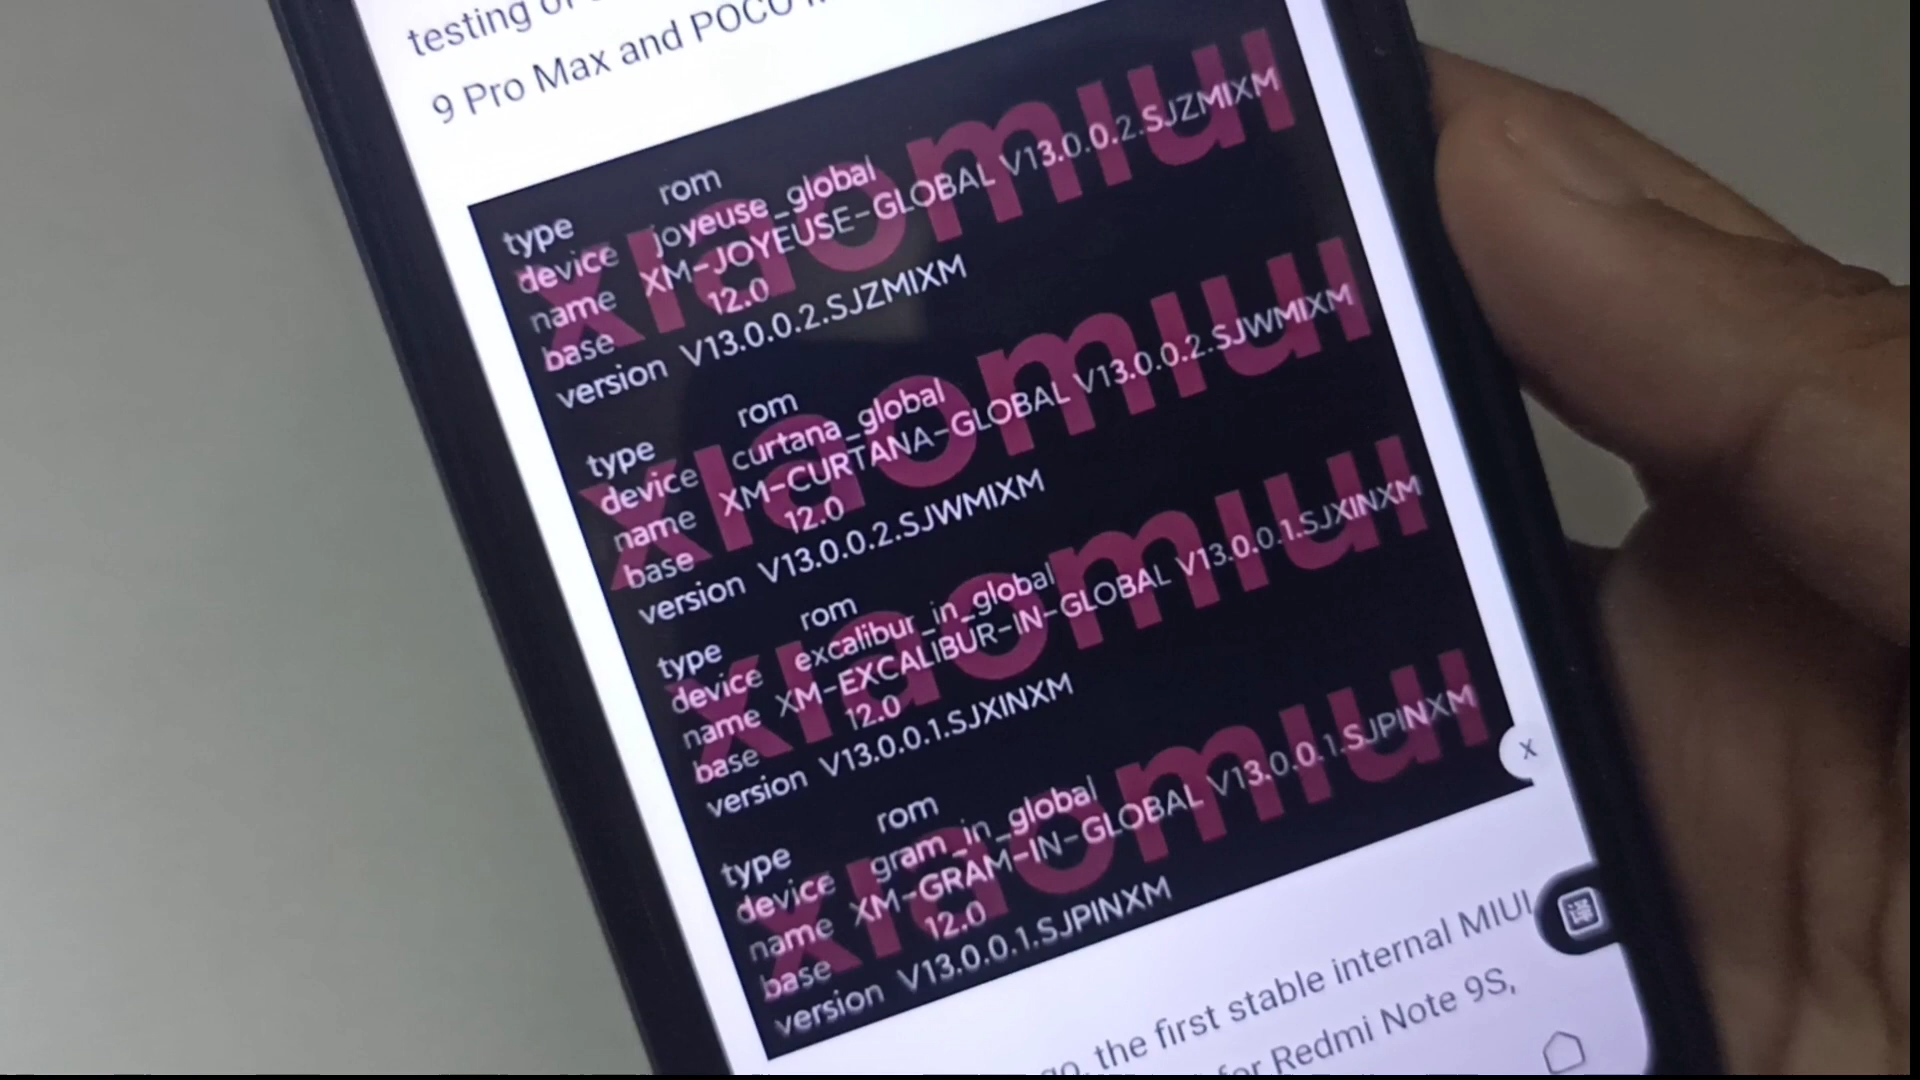 testing of
9 Pro Max and POCO
type rom
device joyeuse_global
name XM-JOYEUSE-GLOBAL V13.0.0.2.SJZMIXM
base 12.0
version V13.0.0.2.SJZMIXM
type rom
device curtana_global
name XM-CURTANA-GLOBAL V13.0.0.2.SJWMIXM
base 12.0
version V13.0.0.2.SJWMIXM
type rom
device excalibur_in_global
name XM-EXCALIBUR-IN-GLOBAL V13.0.0.1.SJXINXM
base 12.0
version V13.0.0.1.SJXINXM
type rom
device gram_in_global
name XM-GRAM-IN-GLOBAL V13.0.0.1.SJPINXM
base 12.0
version V13.0.0.1.SJPINXM
xiaomiui
xiaomiui
xiaomiui
xiaomiui
x
the first stable internal MIUI
for Redmi Note 9S,